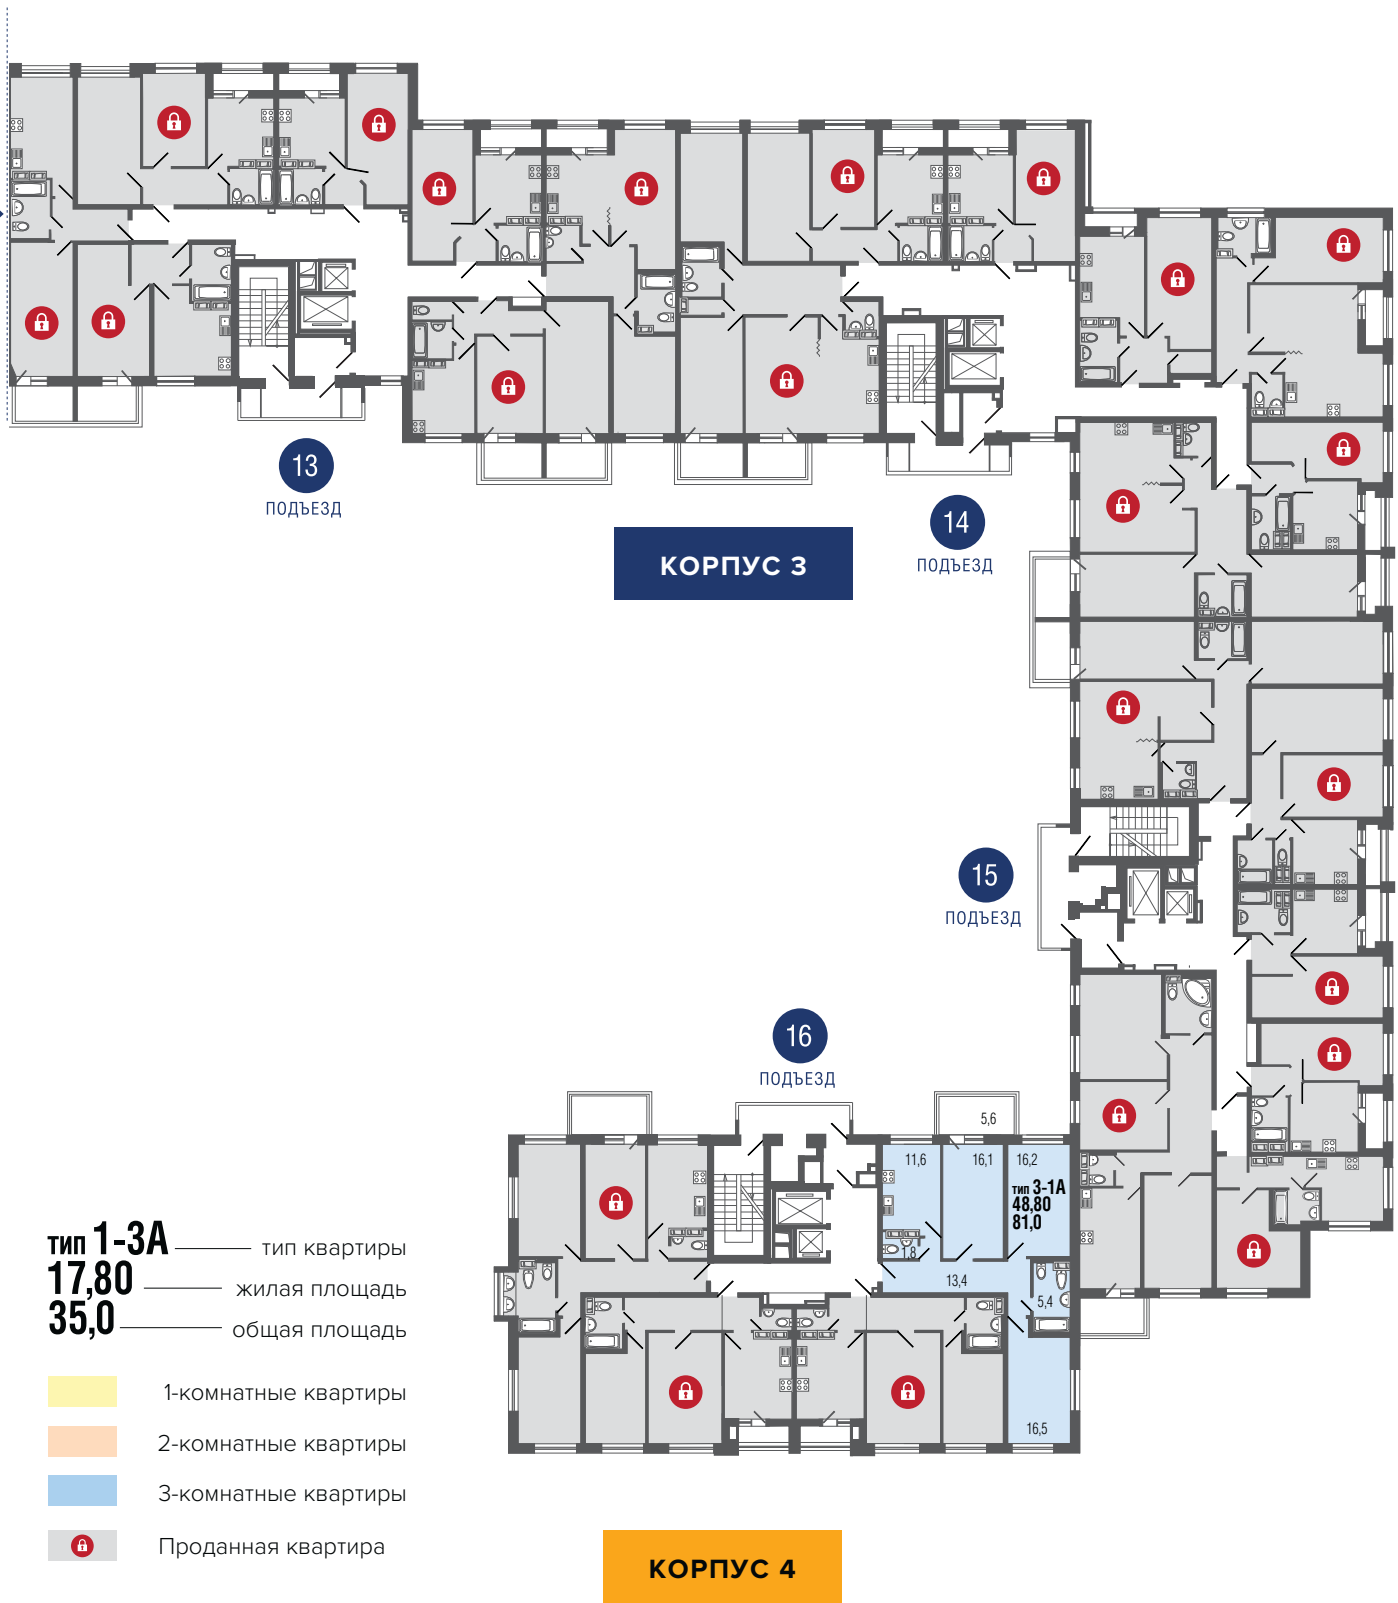 13
ПОДЪЕЗД
14
ПОДЪЕЗД
КОРПУС 3
15
ПОДЪЕЗД
16
ПОДЪЕЗД
5,6
11,6
16,1
16,2
тип 3-1А
48,80
81,0
1,8
13,4
5,4
16,5
тип 1-3А
тип квартиры
17,80
жилая площадь
35,0
общая площадь
1-комнатные квартиры
2-комнатные квартиры
3-комнатные квартиры
Проданная квартира
КОРПУС 4